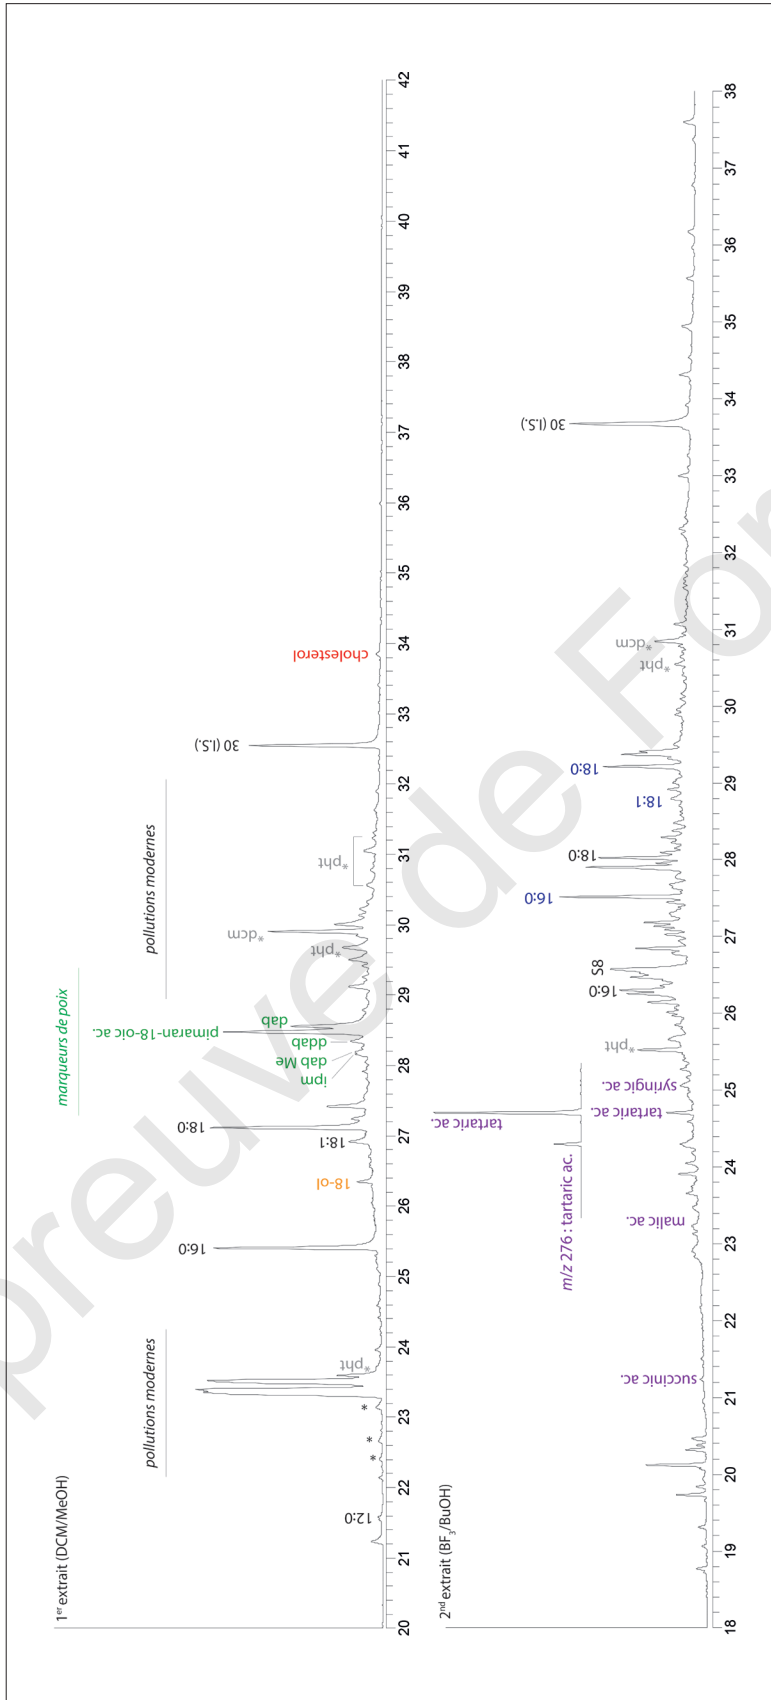 1er extrait (DCM/MeOH)
pollutions modernes
marqueurs de poix
pollutions modernes
12:0
*
*
*
*pht
16:0
18-ol
18:1
18:0
ipm
dab Me
ddab
dab
pimaran-18-oic ac.
*pht
*dcm
*pht
30 (I.S.)
cholesterol
20 21 22 23 24 25 26 27 28 29 30 31 32 33 34 35 36 37 38 39 40 41 42
2nd extrait (BF3/BuOH)
m/z 276 : tartaric ac.
tartaric ac.
succinic ac.
malic ac.
tartaric ac.
syringic ac.
*pht
16:0
S8
16:0
18:0
18:1
18:0
*pht
*dcm
30 (I.S.)
18 19 20 21 22 23 24 25 26 27 28 29 30 31 32 33 34 35 36 37 38
preuve de For